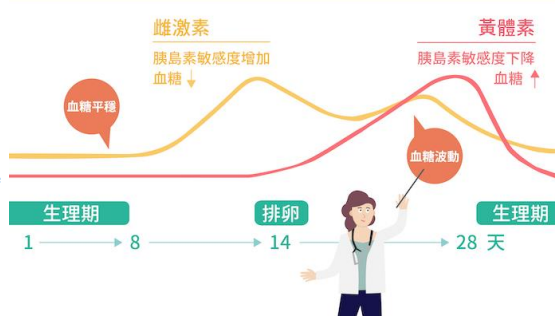 雌激素
胰島素敏感度增加
血糖↓
黃體素
胰島素敏感度下降
血糖↑
血糖平穩
血糖波動
生理期
排卵
生理期
1
8
14
28 天